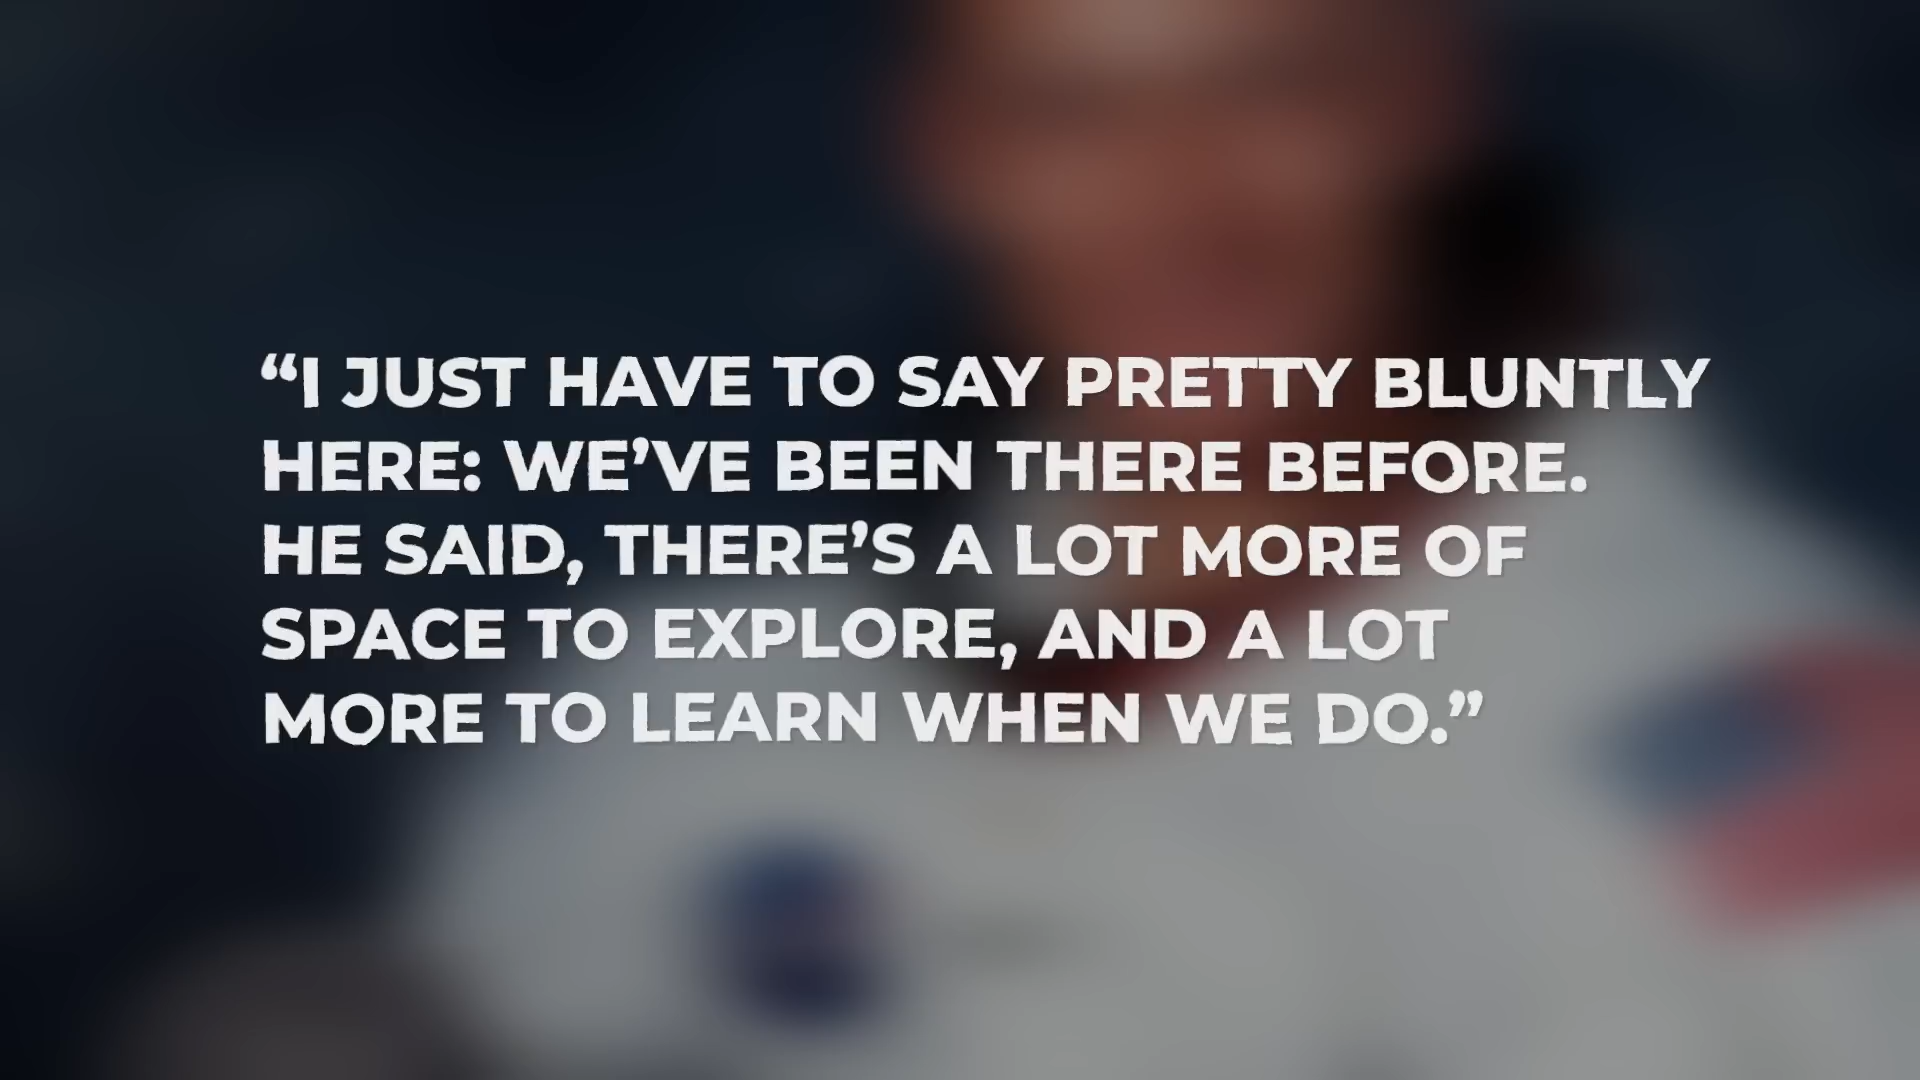 “I JUST HAVE TO SAY PRETTY BLUNTLY
HERE: WE’VE BEEN THERE BEFORE.
HE SAID, THERE’S A LOT MORE OF
SPACE TO EXPLORE, AND A LOT
MORE TO LEARN WHEN WE DO.”